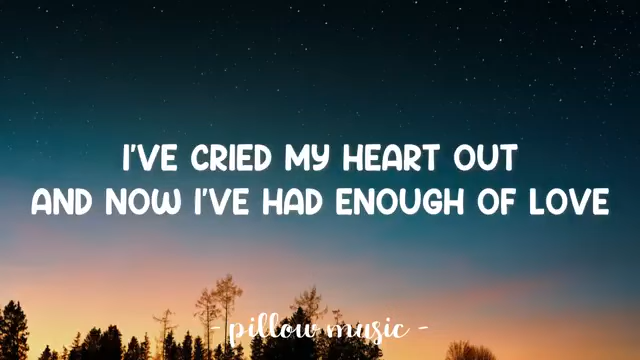 I'VE CRIED MY HEART OUT
AND NOW I'VE HAD ENOUGH OF LOVE
- pillow music -